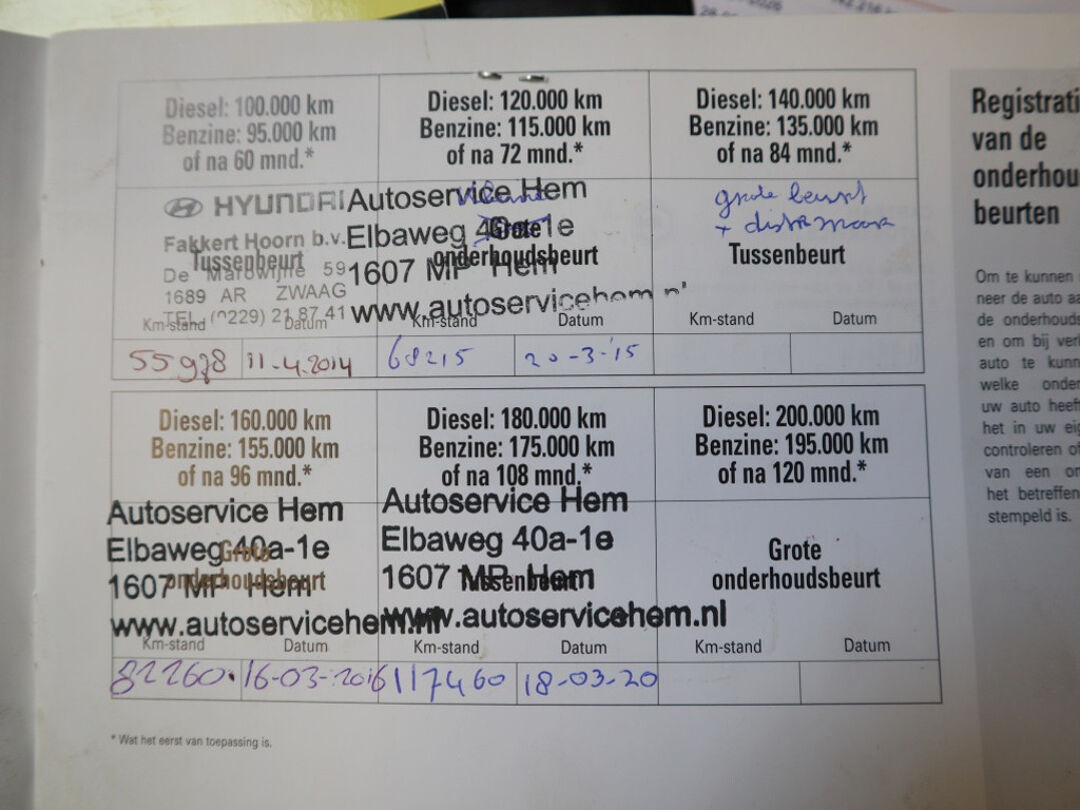 Diesel: 100.000 km
Benzine: 95.000 km
of na 60 mnd.*
HYUNDAI
Fakkert Hoorn b.v.
Tussenbeurt
De Marowijne 59
1689 AR ZWAAG
TEL. (0229) 21 87 41
Km-stand Datum
55978 11-4-2014
Diesel: 120.000 km
Benzine: 115.000 km
of na 72 mnd.*
Autoservice Hem
Elbaweg 40a-1e
Grote
onderhoudsbeurt
1607 MP Hem
www.autoservicehem.nl
Km-stand Datum
68215 20-3-'15
Diesel: 140.000 km
Benzine: 135.000 km
of na 84 mnd.*
grote beurt
+
Tussenbeurt
Km-stand Datum
Diesel: 160.000 km
Benzine: 155.000 km
of na 96 mnd.*
Autoservice Hem
Elbaweg 40a-1e
Grote
onderhoudsbeurt
1607 MP Hem
www.autoservicehem.nl
Km-stand Datum
82260. 16-03-2016
Diesel: 180.000 km
Benzine: 175.000 km
of na 108 mnd.*
Autoservice Hem
Elbaweg 40a-1e
1607 MP Hem
Tussenbeurt
www.autoservicehem.nl
Km-stand Datum
117460 18-03-20
Diesel: 200.000 km
Benzine: 195.000 km
of na 120 mnd.*
Grote
onderhoudsbeurt
Km-stand Datum
* Wat het eerst van toepassing is.
Registrati
van de
onderhou
beurten
Om te kunnen
neer de auto aa
de onderhouds
en om bij verk
auto te kunn
welke onder
uw auto heeft
het in uw eig
controleren of
van een on
het betreffen
stempeld is.